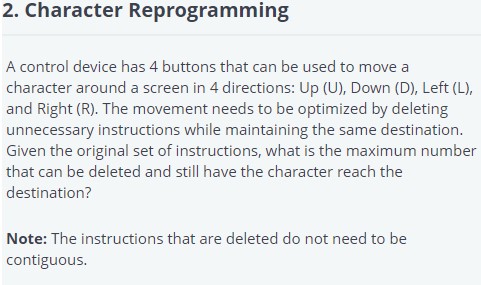 2. Character Reprogramming
A control device has 4 buttons that can be used to move a
character around a screen in 4 directions: Up (U), Down (D), Left (L),
and Right (R). The movement needs to be optimized by deleting
unnecessary instructions while maintaining the same destination.
Given the original set of instructions, what is the maximum number
that can be deleted and still have the character reach the
destination?
Note: The instructions that are deleted do not need to be
contiguous.